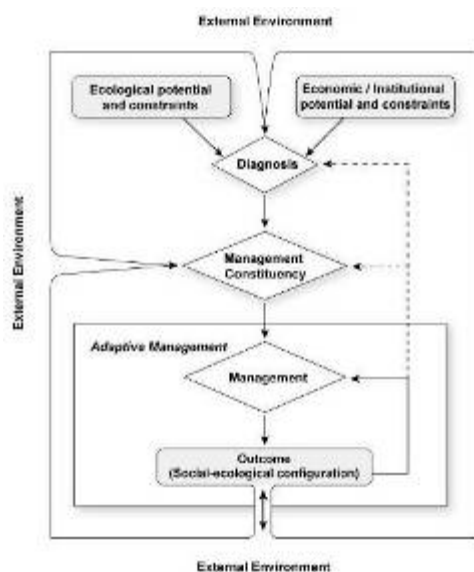 External Environment
Ecological potential
and constraints
Economic / Institutional
potential and constraints
Diagnosis
External Environment
Management
Constituency
Adaptive Management
Management
Outcome
(Social-ecological configuration)
External Environment